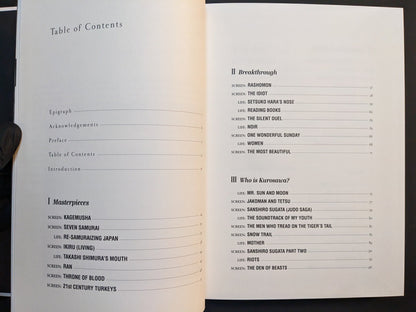 Table of Contents
Epigraph
Acknowledgements
Preface
Table of Contents
Introduction
I Masterpieces
SCREEN: KAGEMUSHA
SCREEN: SEVEN SAMURAI
LIFE: RE-SAMURAIZING JAPAN
SCREEN: IKIRU (LIVING)
LIFE: TAKASHI SHIMURA'S MOUTH
SCREEN: RAN
SCREEN: THRONE OF BLOOD
SCREEN: 21ST CENTURY TURKEYS
II Breakthrough
SCREEN: RASHOMON
SCREEN: THE IDIOT
LIFE: SETSUKO HARA'S NOSE
LIFE: READING BOOKS
SCREEN: THE SILENT DUEL
LIFE: NOIR
SCREEN: ONE WONDERFUL SUNDAY
LIFE: WOMEN
SCREEN: THE MOST BEAUTIFUL
III Who is Kurosawa?
LIFE: MR. SUN AND MOON
SCREEN: JAKOMAN AND TETSU
SCREEN: SANSHIRO SUGATA (JUDO SAGA)
LIFE: THE SOUNDTRACK OF MY YOUTH
SCREEN: THE MEN WHO TREAD ON THE TIGER'S TAIL
SCREEN: SNOW TRAIL
LIFE: MOTHER
SCREEN: SANSHIRO SUGATA PART TWO
LIFE: RIOTS
SCREEN: THE DEN OF BEASTS